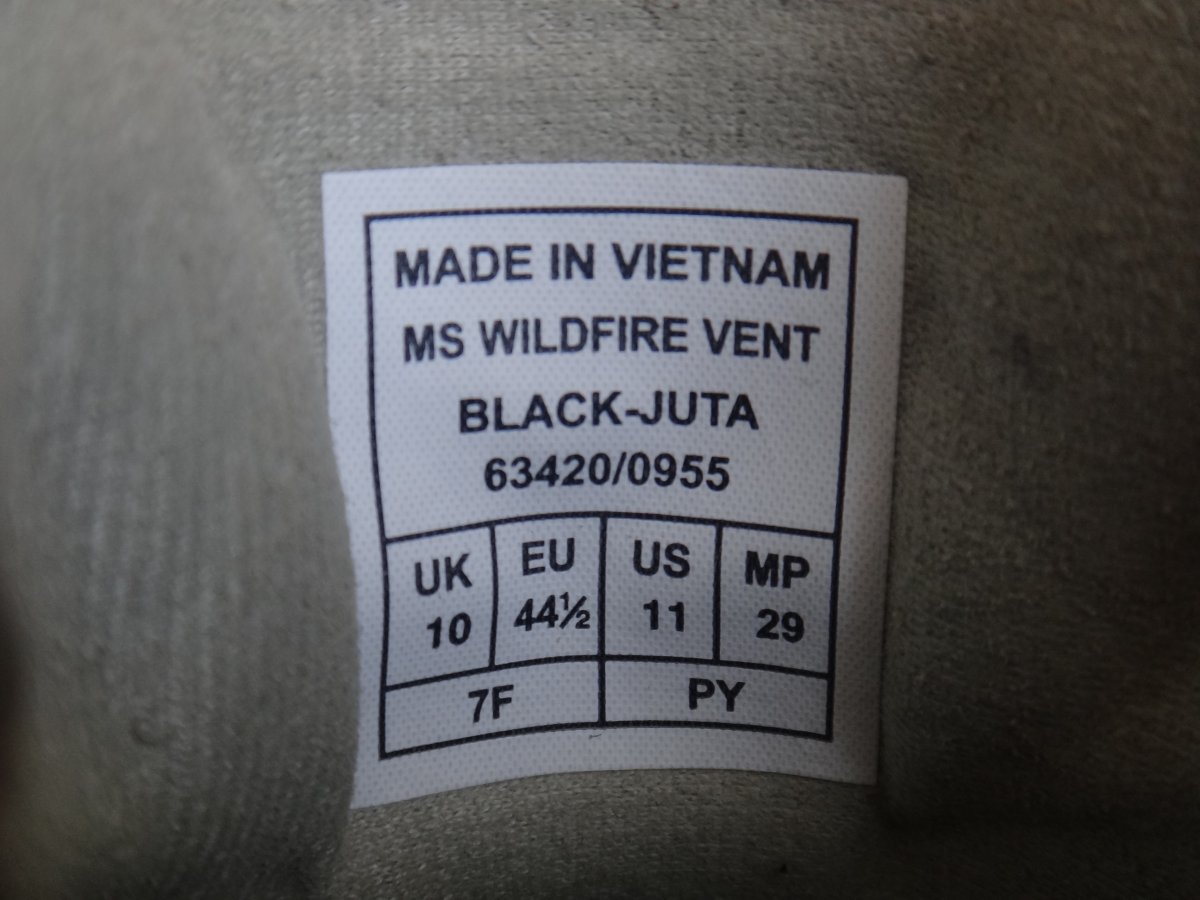 MADE IN VIETNAM
MS WILDFIRE VENT
BLACK-JUTA
63420/0955
UK EU US MP
10 44½ 11 29
7F PY